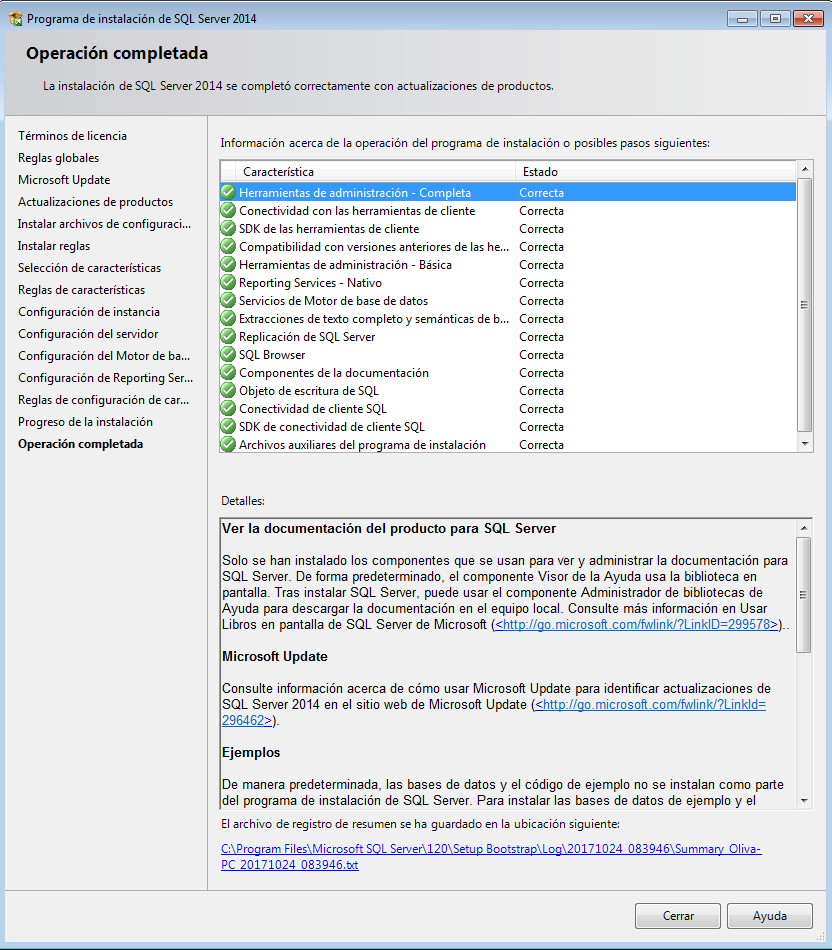 Programa de instalación de SQL Server 2014
Operación completada
La instalación de SQL Server 2014 se completó correctamente con actualizaciones de productos.
Términos de licencia
Reglas globales
Microsoft Update
Actualizaciones de productos
Instalar archivos de configuraci...
Instalar reglas
Selección de características
Reglas de características
Configuración de instancia
Configuración del servidor
Configuración del Motor de ba...
Configuración de Reporting Ser...
Reglas de configuración de car...
Progreso de la instalación
Operación completada
Información acerca de la operación del programa de instalación o posibles pasos siguientes:
Característica Estado
Herramientas de administración - Completa Correcta
Conectividad con las herramientas de cliente Correcta
SDK de las herramientas de cliente Correcta
Compatibilidad con versiones anteriores de las he... Correcta
Herramientas de administración - Básica Correcta
Reporting Services - Nativo Correcta
Servicios de Motor de base de datos Correcta
Extracciones de texto completo y semánticas de b... Correcta
Replicación de SQL Server Correcta
SQL Browser Correcta
Componentes de la documentación Correcta
Objeto de escritura de SQL Correcta
Conectividad de cliente SQL Correcta
SDK de conectividad de cliente SQL Correcta
Archivos auxiliares del programa de instalación Correcta
Detalles:
Ver la documentación del producto para SQL Server
Solo se han instalado los componentes que se usan para ver y administrar la documentación para
SQL Server. De forma predeterminado, el componente Visor de la Ayuda usa la biblioteca en
pantalla. Tras instalar SQL Server, puede usar el componente Administrador de bibliotecas de
Ayuda para descargar la documentación en el equipo local. Consulte más información en Usar
Libros en pantalla de SQL Server de Microsoft (<http://go.microsoft.com/fwlink/?LinkID=299578>)..
Microsoft Update
Consulte información acerca de cómo usar Microsoft Update para identificar actualizaciones de
SQL Server 2014 en el sitio web de Microsoft Update (<http://go.microsoft.com/fwlink/?LinkId=
296462>).
Ejemplos
De manera predeterminada, las bases de datos y el código de ejemplo no se instalan como parte
del programa de instalación de SQL Server. Para instalar las bases de datos de ejemplo y el
El archivo de registro de resumen se ha guardado en la ubicación siguiente:
C:\Program Files\Microsoft SQL Server\120\Setup Bootstrap\Log\20171024_083946\Summary_Oliva-
PC_20171024_083946.txt
Cerrar
Ayuda